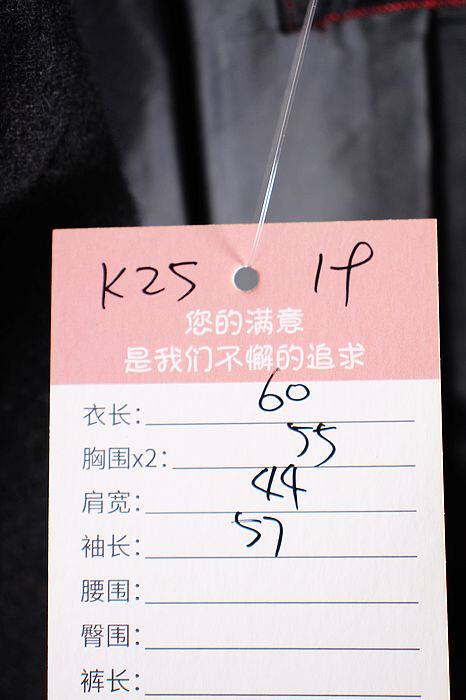 K25 1f
您的满意
是我们不懈的追求
衣长: 60
胸围x2: 55
肩宽: 44
袖长: 57
腰围:
臀围:
裤长: